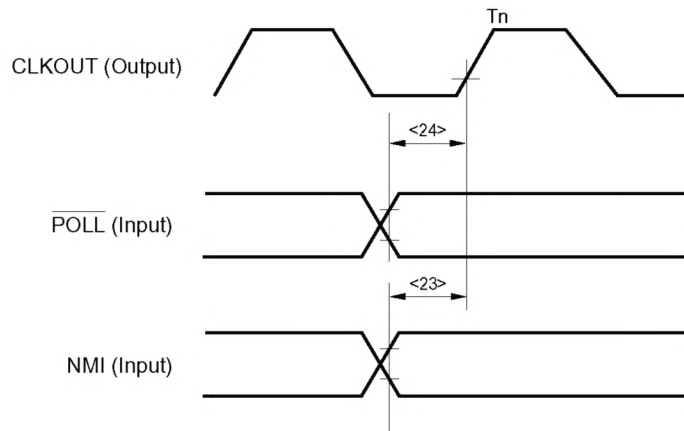 Tn
CLKOUT (Output)
<24>
POLL (Input)
<23>
NMI (Input)